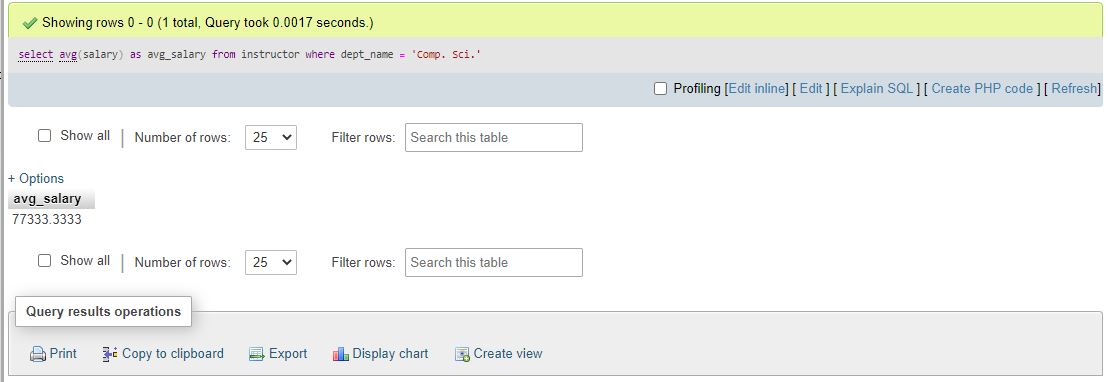 Showing rows 0 - 0 (1 total, Query took 0.0017 seconds.)
select avg(salary) as avg_salary from instructor where dept_name = 'Comp. Sci.'
Profiling [Edit inline] [ Edit ] [ Explain SQL ] [ Create PHP code ] [ Refresh]
Show all | Number of rows: 25 Filter rows: Search this table
+ Options
avg_salary
77333.3333
Show all | Number of rows: 25 Filter rows: Search this table
Query results operations
Print Copy to clipboard Export Display chart Create view